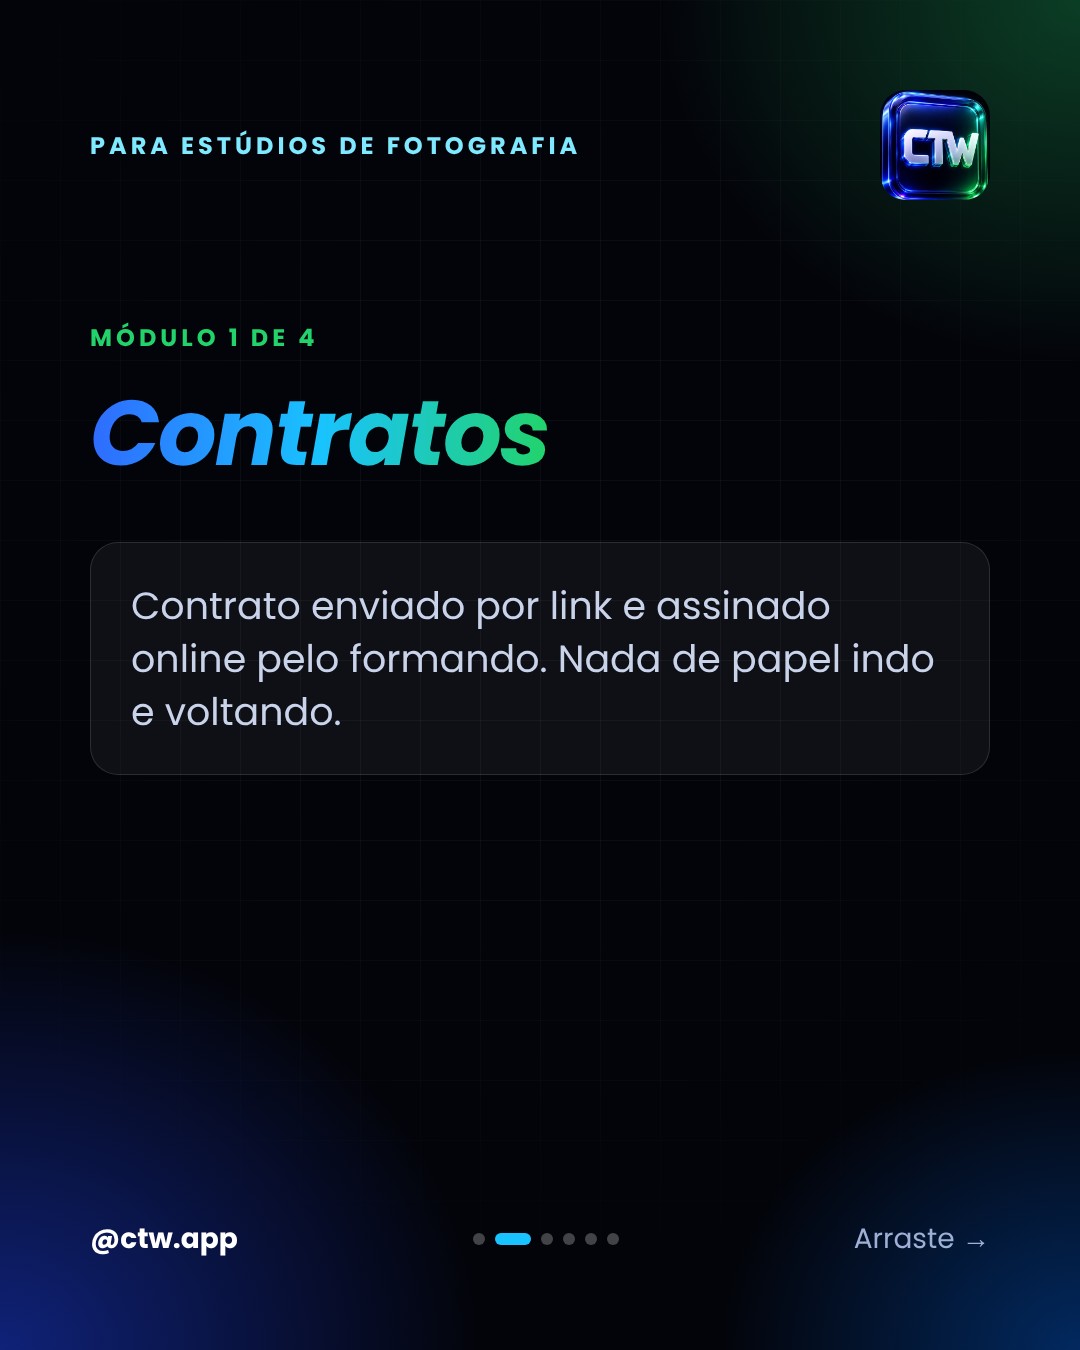 PARA ESTÚDIOS DE FOTOGRAFIA
CTW
MÓDULO 1 DE 4
Contratos
Contrato enviado por link e assinado
online pelo formando. Nada de papel indo
e voltando.
@ctw.app
Arraste →